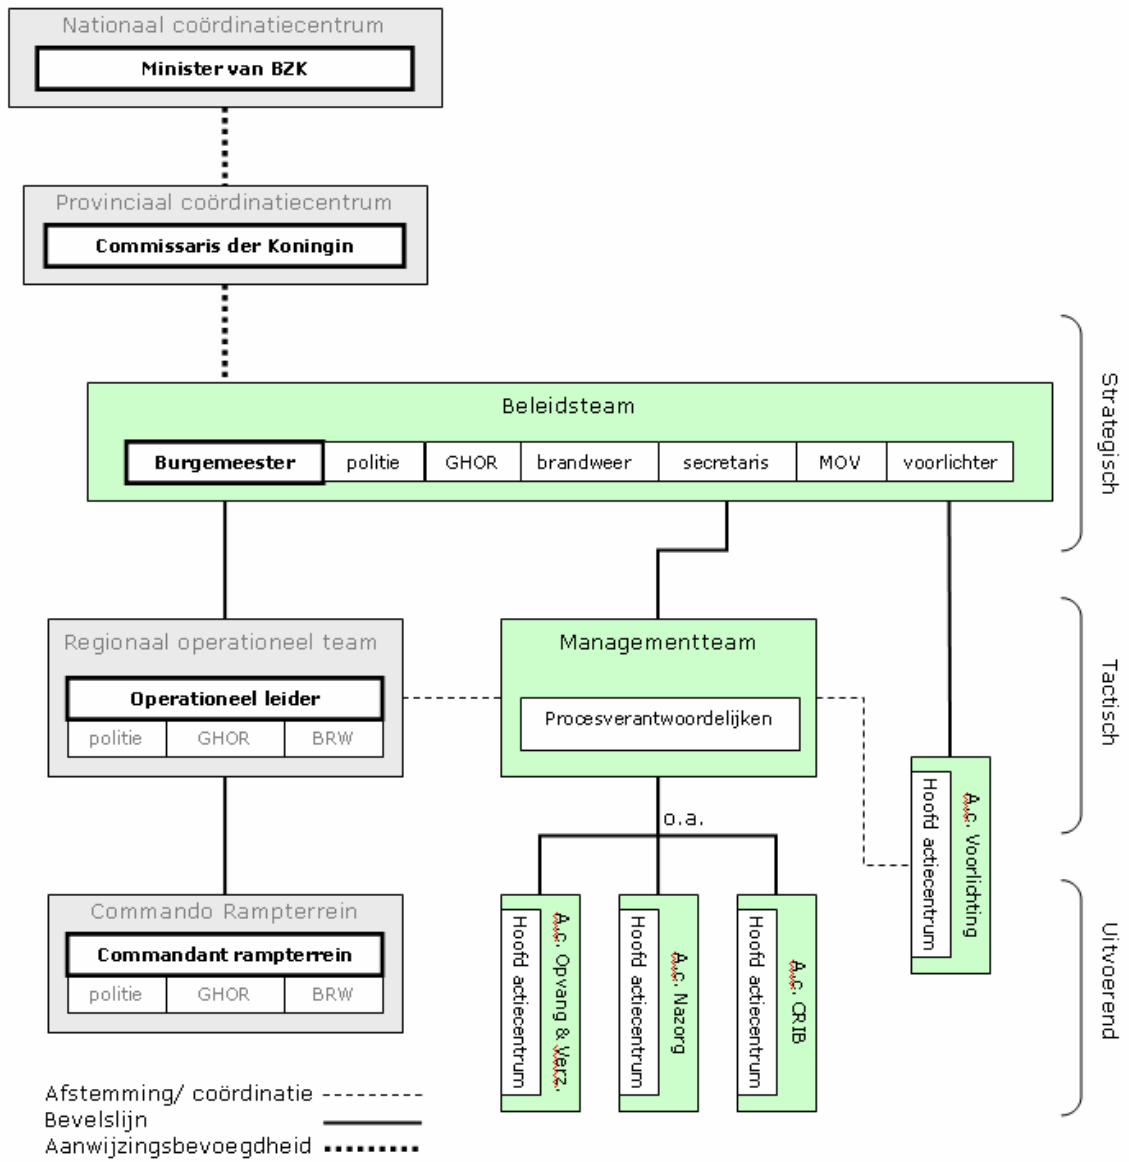 Nationaal coördinatiecentrum
Minister van BZK
Provinciaal coördinatiecentrum
Commissaris der Koningin
Strategisch
Beleidsteam
Burgemeester politie GHOR brandweer secretaris MOV voorlichter
Tactisch
Regionaal operationeel team
Operationeel leider
politie GHOR BRW
Managementteam
Procesverantwoordelijken
A.c. Voorlichting
Hoofd actiecentrum
o.a.
Uitvoerend
Commando Rampterrein
Commandant rampterrein
politie GHOR BRW
A.c. Opvang & Verz.
Hoofd actiecentrum
A.c. Nazorg
Hoofd actiecentrum
A.c. CRIB
Hoofd actiecentrum
Afstemming/ coördinatie
Bevelslijn
Aanwijzingsbevoegdheid